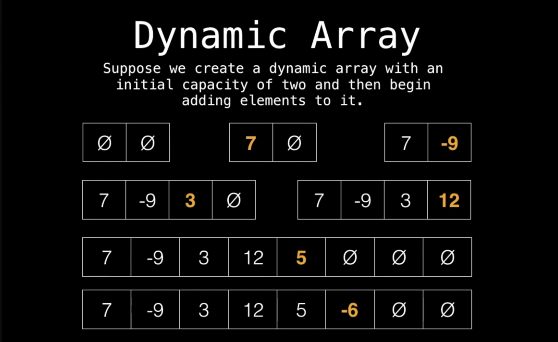 Dynamic Array
Suppose we create a dynamic array with an
initial capacity of two and then begin
adding elements to it.
Ø Ø 7 Ø 7 -9
7 -9 3 Ø 7 -9 3 12
7 -9 3 12 5 Ø Ø Ø
7 -9 3 12 5 -6 Ø Ø